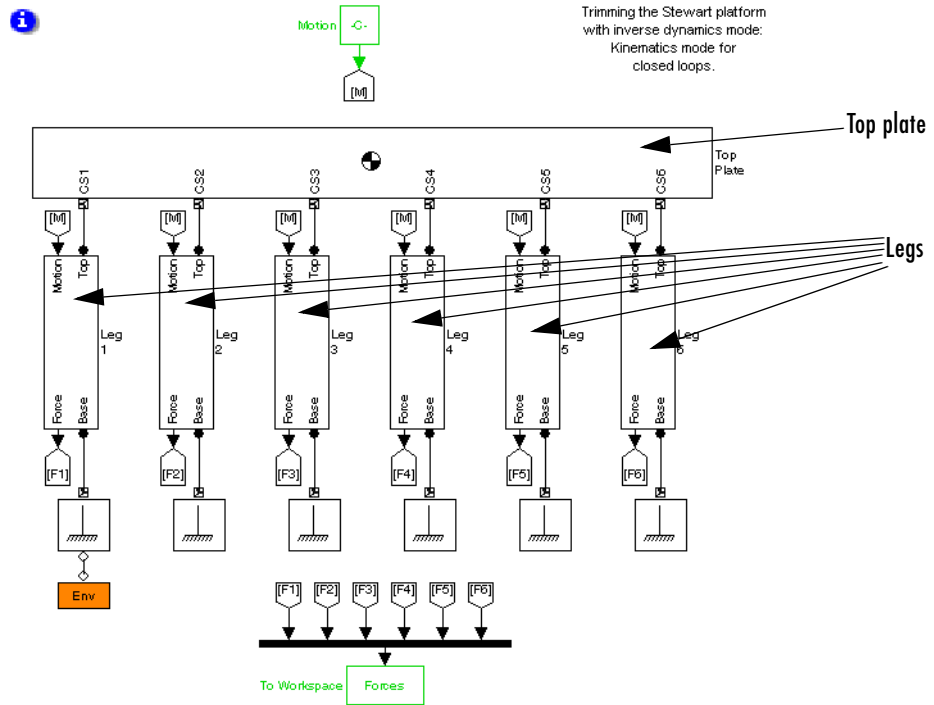 i
Trimming the Stewart platform
with inverse dynamics mode:
Kinematics mode for
closed loops.
Motion -C-
[M]
Top plate
Top
Plate
CS1 CS2 CS3 CS4 CS5 CS6
[M] [M] [M] [M] [M] [M]
Motion Top Motion Top Motion Top Motion Top Motion Top Motion Top
Legs
Leg Leg Leg Leg Leg Leg
1 2 3 4 5 6
Force Base Force Base Force Base Force Base Force Base Force Base
[F1] [F2] [F3] [F4] [F5] [F6]
Env
[F1] [F2] [F3] [F4] [F5] [F6]
To Workspace Forces